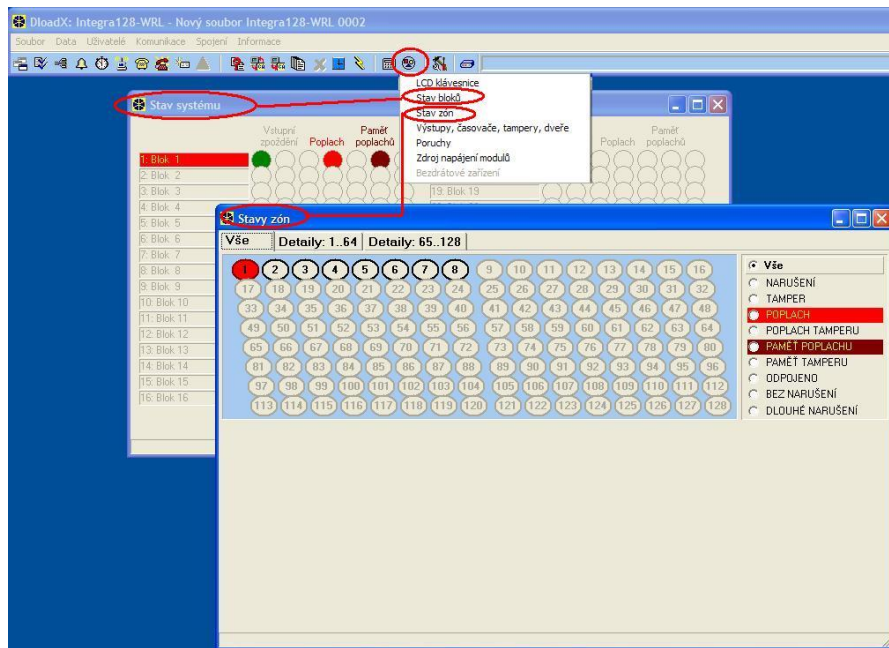 DloadX: Integra128-WRL - Nový soubor Integra128-WRL 0002
Soubor Data Uživatelé Komunikace Spojení Informace
LCD klávesnice
Stav bloků
Stav zón
Výstupy, časovače, tampery, dveře
Poruchy
Zdroj napájení modulů
Bezdrátové zařízení
Stav systému
Vstupní zpoždění Poplach Paměť poplachů
Poplach Paměť poplachů
1: Blok 1
2: Blok 2
3: Blok 3
4: Blok 4
5: Blok 5
6: Blok 6
7: Blok 7
8: Blok 8
9: Blok 9
10: Blok 10
11: Blok 11
12: Blok 12
13: Blok 13
14: Blok 14
15: Blok 15
16: Blok 16
19: Blok 19
Stavy zón
Vše Detaily: 1..64 Detaily: 65..128
1 2 3 4 5 6 7 8 9 10 11 12 13 14 15 16
17 18 19 20 21 22 23 24 25 26 27 28 29 30 31 32
33 34 35 36 37 38 39 40 41 42 43 44 45 46 47 48
49 50 51 52 53 54 55 56 57 58 59 60 61 62 63 64
65 66 67 68 69 70 71 72 73 74 75 76 77 78 79 80
81 82 83 84 85 86 87 88 89 90 91 92 93 94 95 96
97 98 99 100 101 102 103 104 105 106 107 108 109 110 111 112
113 114 115 116 117 118 119 120 121 122 123 124 125 126 127 128
Vše
NARUŠENÍ
TAMPER
POPLACH
POPLACH TAMPERU
PAMĚŤ POPLACHU
PAMĚŤ TAMPERU
ODPOJENO
BEZ NARUŠENÍ
DLOUHÉ NARUŠENÍ